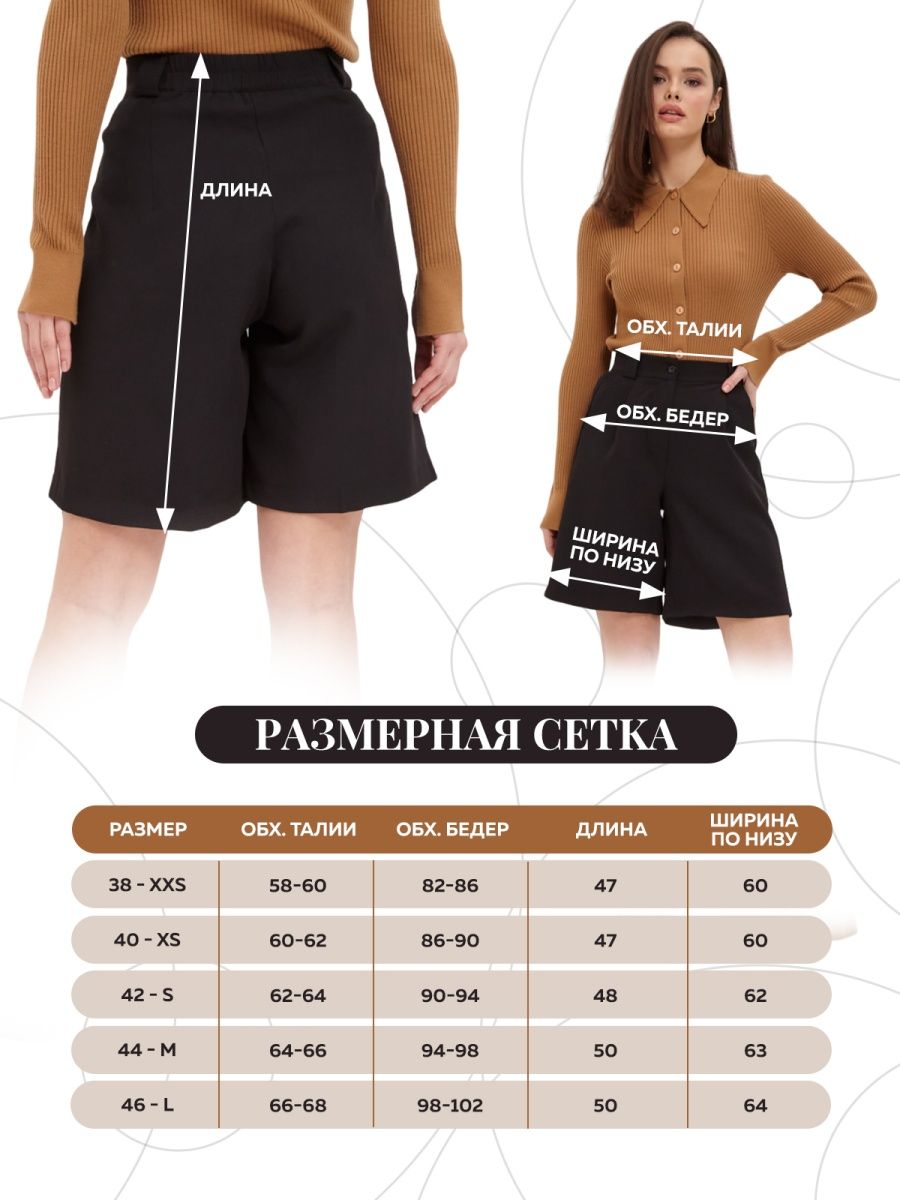 ДЛИНА
ОБХ. ТАЛИИ
ОБХ. БЕДЕР
ШИРИНА
ПО НИЗУ
РАЗМЕРНАЯ СЕТКА
РАЗМЕР ОБХ. ТАЛИИ ОБХ. БЕДЕР ДЛИНА ШИРИНА ПО НИЗУ
38 - XXS 58-60 82-86 47 60
40 - XS 60-62 86-90 47 60
42 - S 62-64 90-94 48 62
44 - M 64-66 94-98 50 63
46 - L 66-68 98-102 50 64